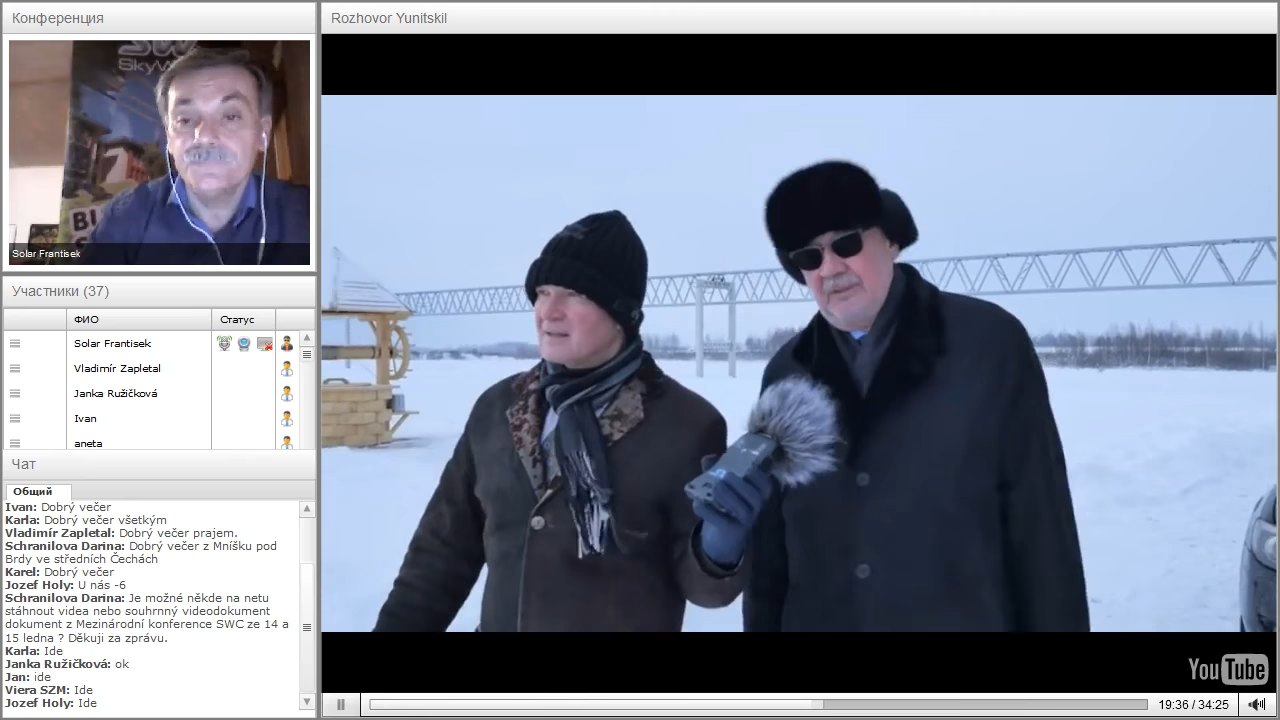 Конференция
SW
SkyW
BI
Solar Frantisek
Участники (37)
ФИО Статус
Solar Frantisek
Vladimír Zapletal
Janka Ružičková
Ivan
aneta
Чат
Общий
Ivan: Dobrý večer
Karla: Dobrý večer všetkým
Vladimír Zapletal: Dobrý večer prajem.
Schranilova Darina: Dobrý večer z Mníšku pod
Brdy ve středních Čechách
Karel: Dobrý večer
Jozef Holy: U nás -6
Schranilova Darina: Je možné někde na netu
stáhnout videa nebo souhrnný videodokument
dokument z Mezinárodní konference SWC ze 14 a
15 ledna ? Děkuji za zprávu.
Karla: Ide
Janka Ružičková: ok
Jan: ide
Viera SZM: Ide
Jozef Holy: Ide
Rozhovor Yunitskil
YouTube
19:36 / 34:25